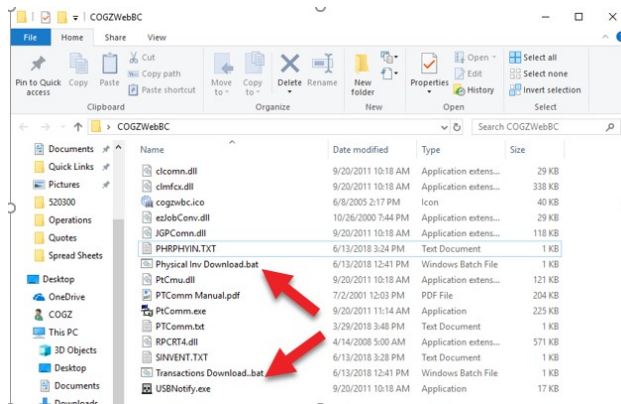 COGZWebBC
File Home Share View
Pin to Quick access
Copy
Paste
Cut
Copy path
Paste shortcut
Clipboard
Move to
Copy to
Delete
Rename
Organize
New folder
New
Properties
Open
Edit
History
Open
Select all
Select none
Invert selection
Select
COGZWebBC
Search COGZWebBC
Documents
Quick Links
Pictures
520300
Operations
Quotes
Spread Sheets
Desktop
OneDrive
COGZ
This PC
3D Objects
Desktop
Documents
Downloads
Name Date modified Type Size
clcomn.dll 9/20/2011 10:18 AM Application extens... 29 KB
clmfcx.dll 9/20/2011 10:18 AM Application extens... 338 KB
cogzwbc.ico 6/8/2005 2:17 PM Icon 40 KB
ezJobConv.dll 10/26/2000 7:44 PM Application extens... 29 KB
JGPComn.dll 9/20/2011 10:18 AM Application extens... 118 KB
PHRPHYIN.TXT 6/13/2018 3:24 PM Text Document 1 KB
Physical Inv Download.bat 6/13/2018 12:41 PM Windows Batch File 1 KB
PtCmu.dll 9/20/2011 10:18 AM Application extens... 121 KB
PTComm Manual.pdf 7/2/2001 12:03 PM PDF File 204 KB
PtComm.exe 9/20/2011 11:14 AM Application 225 KB
PTComm.txt 3/29/2018 3:48 PM Text Document 1 KB
RPCRT4.dll 4/14/2008 5:00 AM Application extens... 571 KB
SINVENT.TXT 6/13/2018 3:28 PM Text Document 1 KB
Transactions Download..bat 6/13/2018 12:41 PM Windows Batch File 1 KB
USBNotify.exe 9/20/2011 10:18 AM Application 17 KB